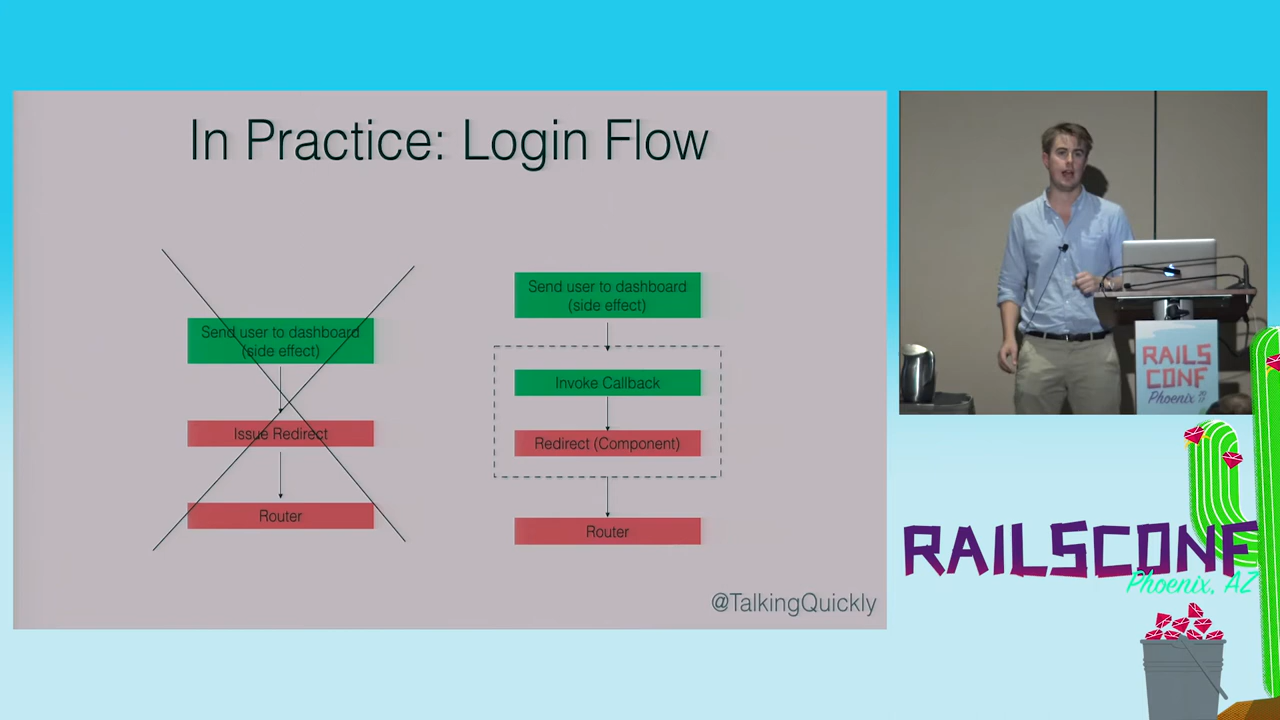 In Practice: Login Flow
Send user to dashboard
(side effect)
Issue Redirect
Router
Send user to dashboard
(side effect)
Invoke Callback
Redirect (Component)
Router
@TalkingQuickly
RAILS
CONF
Phoenix 2017
RAILSCONF
Phoenix, AZ